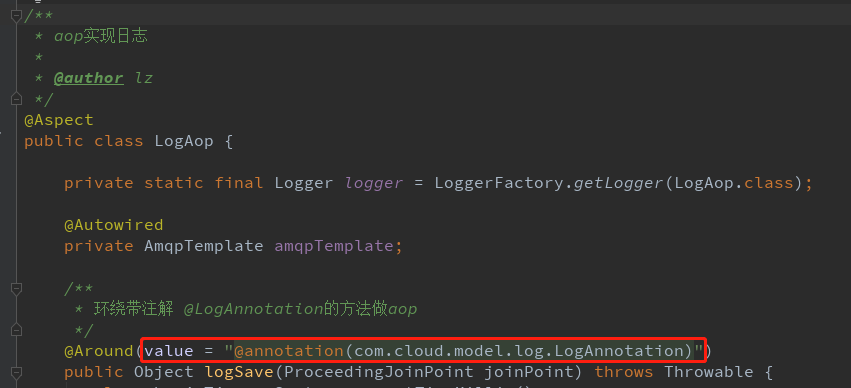 /**
 * aop实现日志
 *
 * @author lz
 */
@Aspect
public class LogAop {
private static final Logger logger = LoggerFactory.getLogger(LogAop.class);
@Autowired
private AmqpTemplate amqpTemplate;
/**
 * 环绕带注解 @LogAnnotation的方法做aop
 */
@Around(value = "@annotation(com.cloud.model.log.LogAnnotation)")
public Object logSave(ProceedingJoinPoint joinPoint) throws Throwable {